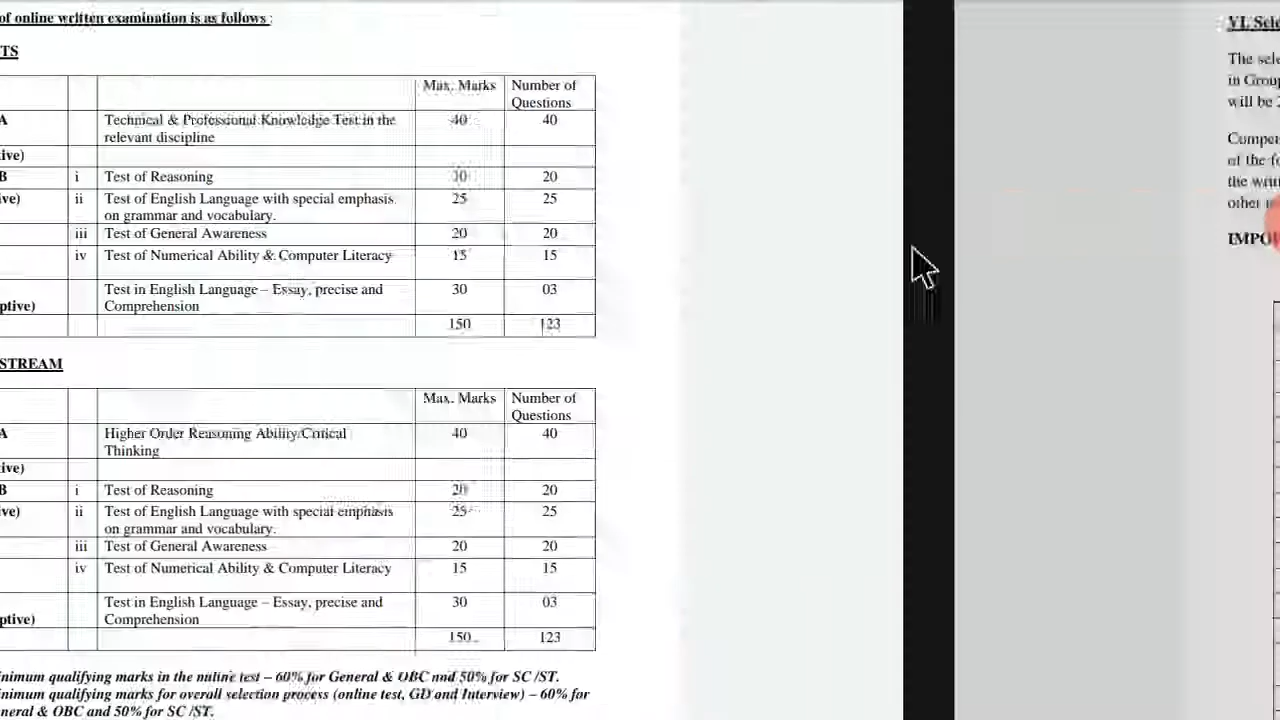 of online written examination is as follows :
TS
Max. Marks Number of
Questions
A Technical & Professional Knowledge Test in the 40 40
relevant discipline
ive)
B i Test of Reasoning 20
ive) ii Test of English Language with special emphasis 25 25
on grammar and vocabulary.
iii Test of General Awareness 20 20
iv Test of Numerical Ability & Computer Literacy 15 15
Test in English Language – Essay, precise and 30 03
ptive) Comprehension
150 123
STREAM
Max. Marks Number of
Questions
A Higher Order Reasoning Ability/Critical 40 40
Thinking
ive)
B i Test of Reasoning 20 20
ive) ii Test of English Language with special emphasis 25 25
on grammar and vocabulary.
iii Test of General Awareness 20 20
iv Test of Numerical Ability & Computer Literacy 15 15
Test in English Language – Essay, precise and 30 03
ptive) Comprehension
150 123
nimum qualifying marks in the online test – 60% for General & OBC and 50% for SC /ST.
nimum qualifying marks for overall selection process (online test, GD and Interview) – 60% for
neral & OBC and 50% for SC /ST.
VI. Sele
The sele
in Group
will be 2
Compen
at the fo
the writ
other
IMPO